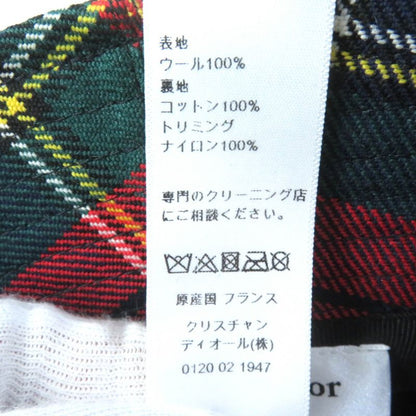 表地
ウール100%
裏地
コットン100%
トリミング
ナイロン100%
専門のクリーニング店
にご相談ください。
原産国 フランス
クリスチャン
ディオール(株)
0120 02 1947
or